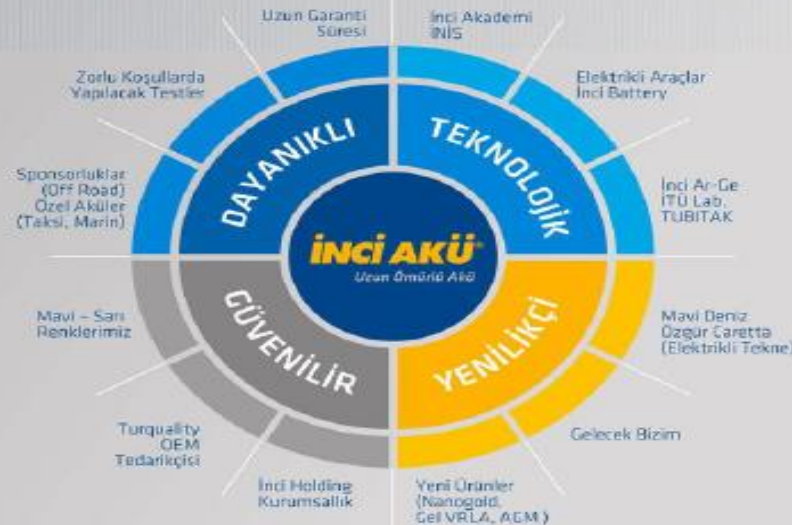 Uzun Garanti
Süresi
İnci Akademi
İNİS
Zorlu Koşullarda
Yapılacak Testler
Elektrikli Araçlar
İnci Battery
DAYANIKLI
TEKNOLOJİK
Sponsorluklar
(Off Road)
Özel Aküler
(Taksi, Marin)
İnci Ar-Ge
İTÜ Lab.
TUBITAK
İNCİ AKÜ
Uzun Ömürlü Akü
Mavi – Sarı
Renklerimiz
GÜVENİLİR
YENİLİKÇİ
Mavi Deniz
Özgür Caretta
(Elektrikli Tekne)
Turquality
OEM
Tedarikçisi
Gelecek Bizim
İnci Holding
Kurumsallık
Yeni Ürünler
(Nanogold,
Gel VRLA, AGM)